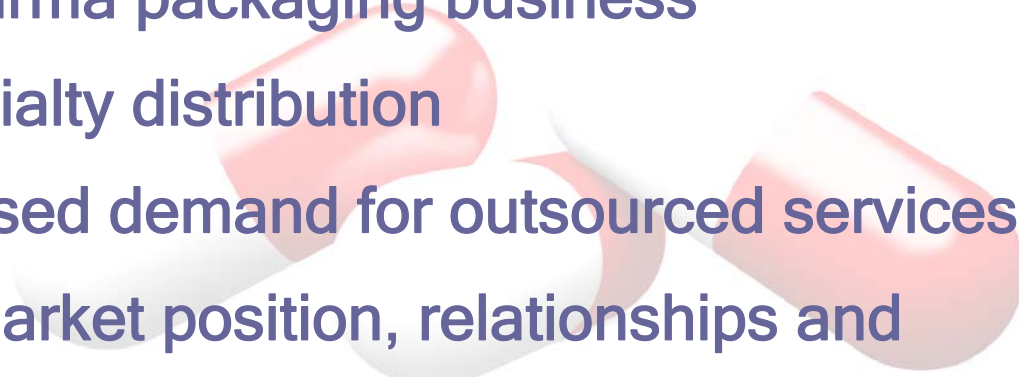 rma packaging business
ialty distribution
sed demand for outsourced services
arket position, relationships and